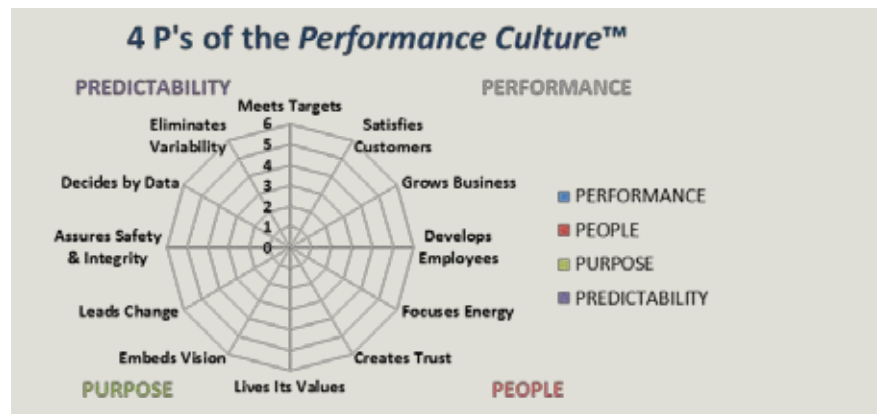 4 P's of the Performance Culture™
PREDICTABILITY
PERFORMANCE
Meets Targets
Eliminates
Variability
6
5
4
3
2
1
0
Satisfies
Customers
Decides by Data
Grows Business
Assures Safety
& Integrity
Develops
Employees
Leads Change
Focuses Energy
Embeds Vision
Creates Trust
Lives Its Values
PURPOSE
PEOPLE
PERFORMANCE
PEOPLE
PURPOSE
PREDICTABILITY